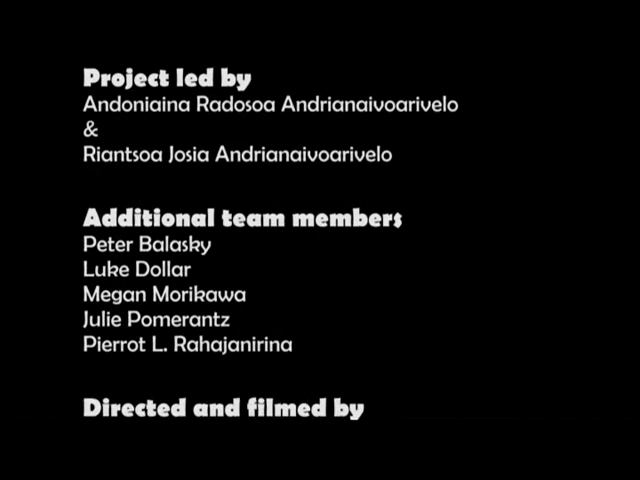 Project led by
Andoniaina Radosoa Andrianaivoarivelo
&
Riantsoa Josia Andrianaivoarivelo
Additional team members
Peter Balasky
Luke Dollar
Megan Morikawa
Julie Pomerantz
Pierrot L. Rahajanirina
Directed and filmed by